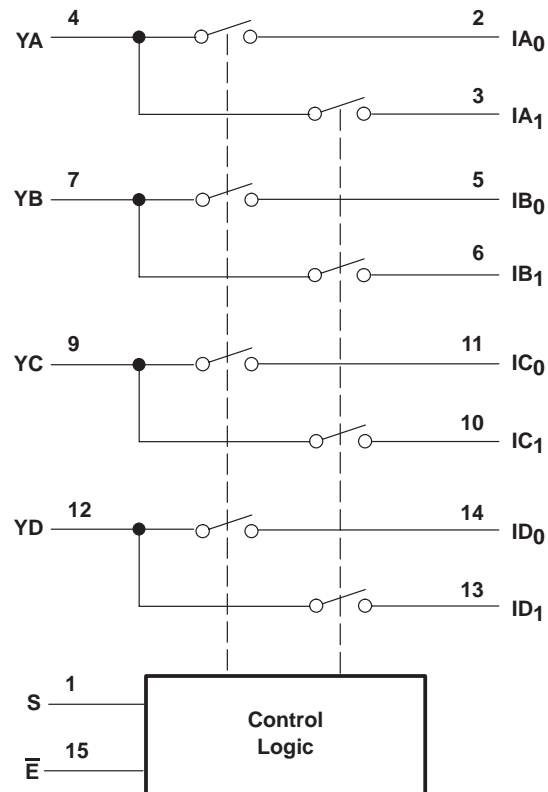 YA 4 2 IA0
3 IA1
YB 7 5 IB0
6 IB1
YC 9 11 IC0
10 IC1
YD 12 14 ID0
13 ID1
S 1
Control
Logic
E̅ 15